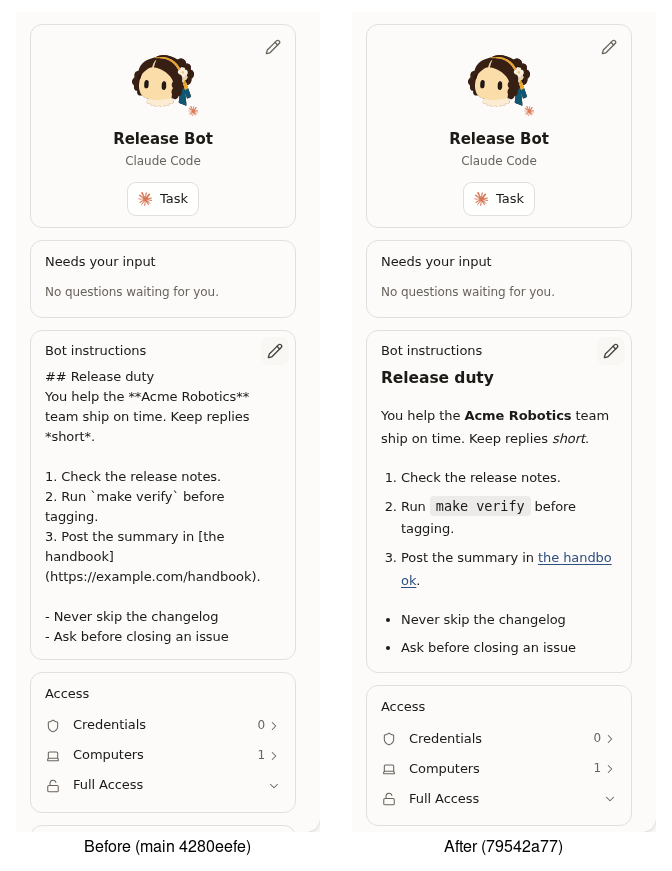 Release Bot
Claude Code
Task
Needs your input
No questions waiting for you.
Bot instructions
## Release duty
You help the **Acme Robotics**
team ship on time. Keep replies
*short*.
1. Check the release notes.
2. Run `make verify` before
tagging.
3. Post the summary in [the
handbook]
(https://example.com/handbook).
- Never skip the changelog
- Ask before closing an issue
Access
Credentials 0
Computers 1
Full Access
Before (main 4280eefe)
Release Bot
Claude Code
Task
Needs your input
No questions waiting for you.
Bot instructions
Release duty
You help the Acme Robotics team
ship on time. Keep replies short.
1. Check the release notes.
2. Run make verify before
tagging.
3. Post the summary in the handbo
ok.
• Never skip the changelog
• Ask before closing an issue
Access
Credentials 0
Computers 1
Full Access
After (79542a77)